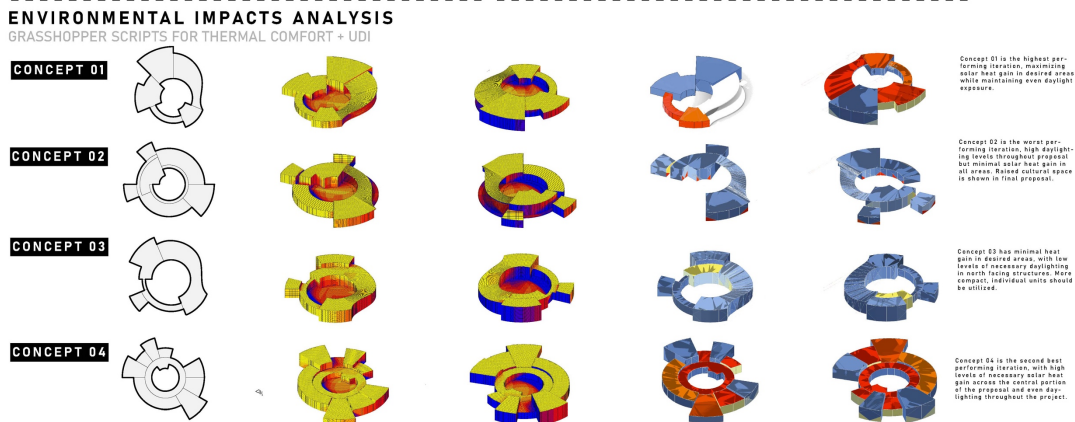 ENVIRONMENTAL IMPACTS ANALYSIS
GRASSHOPPER SCRIPTS FOR THERMAL COMFORT + UDI
CONCEPT 01
Concept 01 is the highest per-
forming iteration, maximizing
solar heat gain in desired areas
while maintaining even daylight
exposure.
CONCEPT 02
Concept 02 is the worst per-
forming iteration, high daylight-
ing levels throughout proposal
but minimal solar heat gain in
all areas. Raised cultural space
is shown in final proposal.
CONCEPT 03
Concept 03 has minimal heat
gain in desired areas, with low
levels of necessary daylighting
in north facing structures. More
compact, individual units should
be utilized.
CONCEPT 04
Concept 04 is the second best
performing iteration, with high
levels of necessary solar heat
gain across the central portion
of the proposal and even day-
lighting throughout the project.